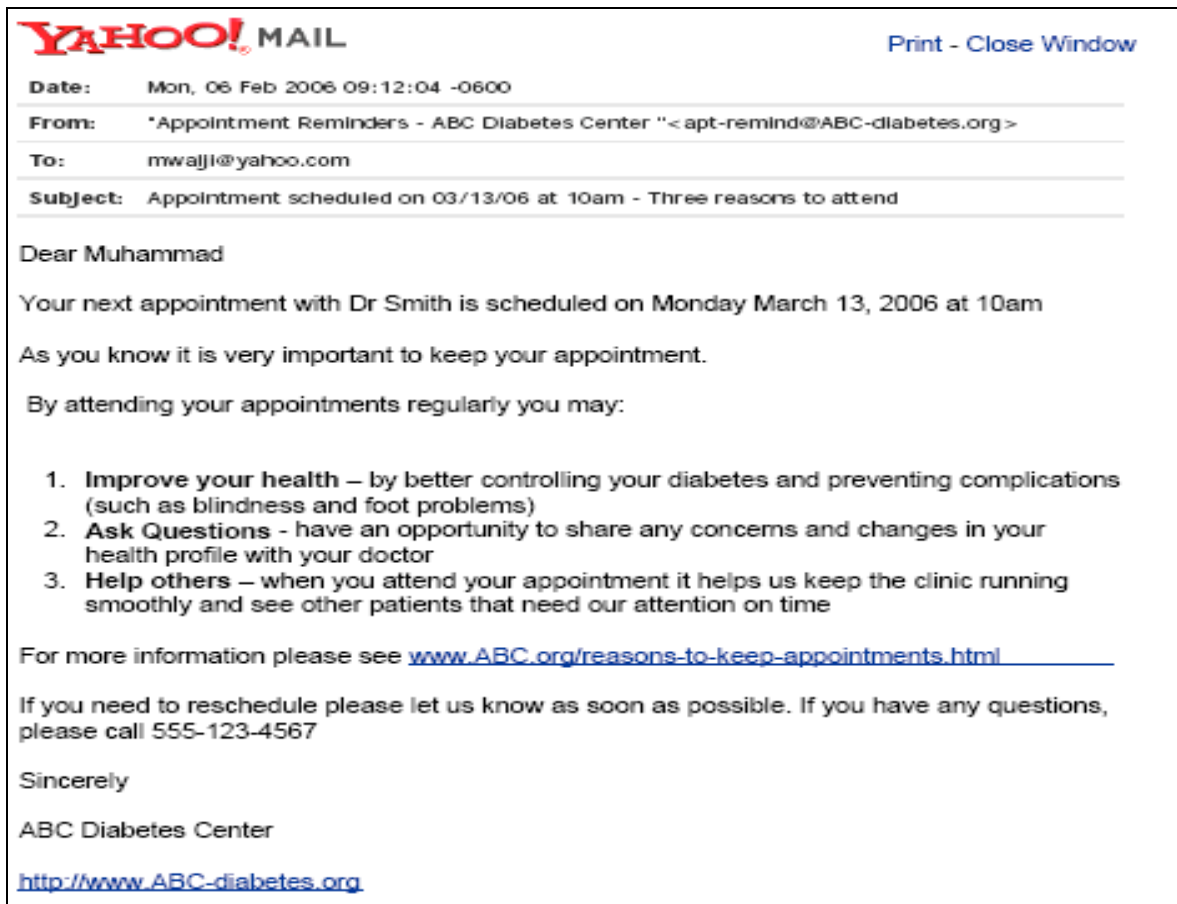 YAHOO! MAIL
Print - Close Window
Date: Mon, 06 Feb 2006 09:12:04 -0600
From: "Appointment Reminders - ABC Diabetes Center "<apt-remind@ABC-diabetes.org>
To: mwalji@yahoo.com
Subject: Appointment scheduled on 03/13/06 at 10am - Three reasons to attend
Dear Muhammad
Your next appointment with Dr Smith is scheduled on Monday March 13, 2006 at 10am
As you know it is very important to keep your appointment.
By attending your appointments regularly you may:
1. Improve your health – by better controlling your diabetes and preventing complications
(such as blindness and foot problems)
2. Ask Questions - have an opportunity to share any concerns and changes in your
health profile with your doctor
3. Help others – when you attend your appointment it helps us keep the clinic running
smoothly and see other patients that need our attention on time
For more information please see www.ABC.org/reasons-to-keep-appointments.html
If you need to reschedule please let us know as soon as possible. If you have any questions,
please call 555-123-4567
Sincerely
ABC Diabetes Center
http://www.ABC-diabetes.org